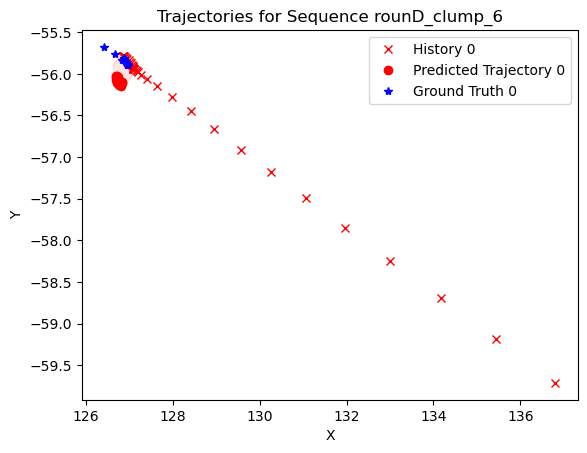 Trajectories for Sequence rounD_clump_6
History 0
Predicted Trajectory 0
Ground Truth 0
−55.5
−56.0
−56.5
−57.0
−57.5
−58.0
−58.5
−59.0
−59.5
Y
126
128
130
132
134
136
X